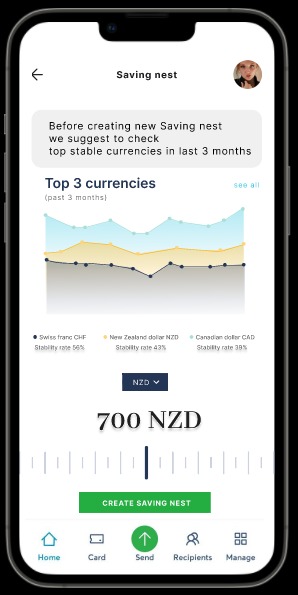 Saving nest
Before creating new Saving nest
we suggest to check
top stable currencies in last 3 months
Top 3 currencies
see all
(past 3 months)
Swiss franc CHF
New Zealand dollar NZD
Canadian dollar CAD
Stability rate 56%
Stability rate 43%
Stability rate 39%
NZD
700 NZD
CREATE SAVING NEST
Home
Card
Send
Recipients
Manage